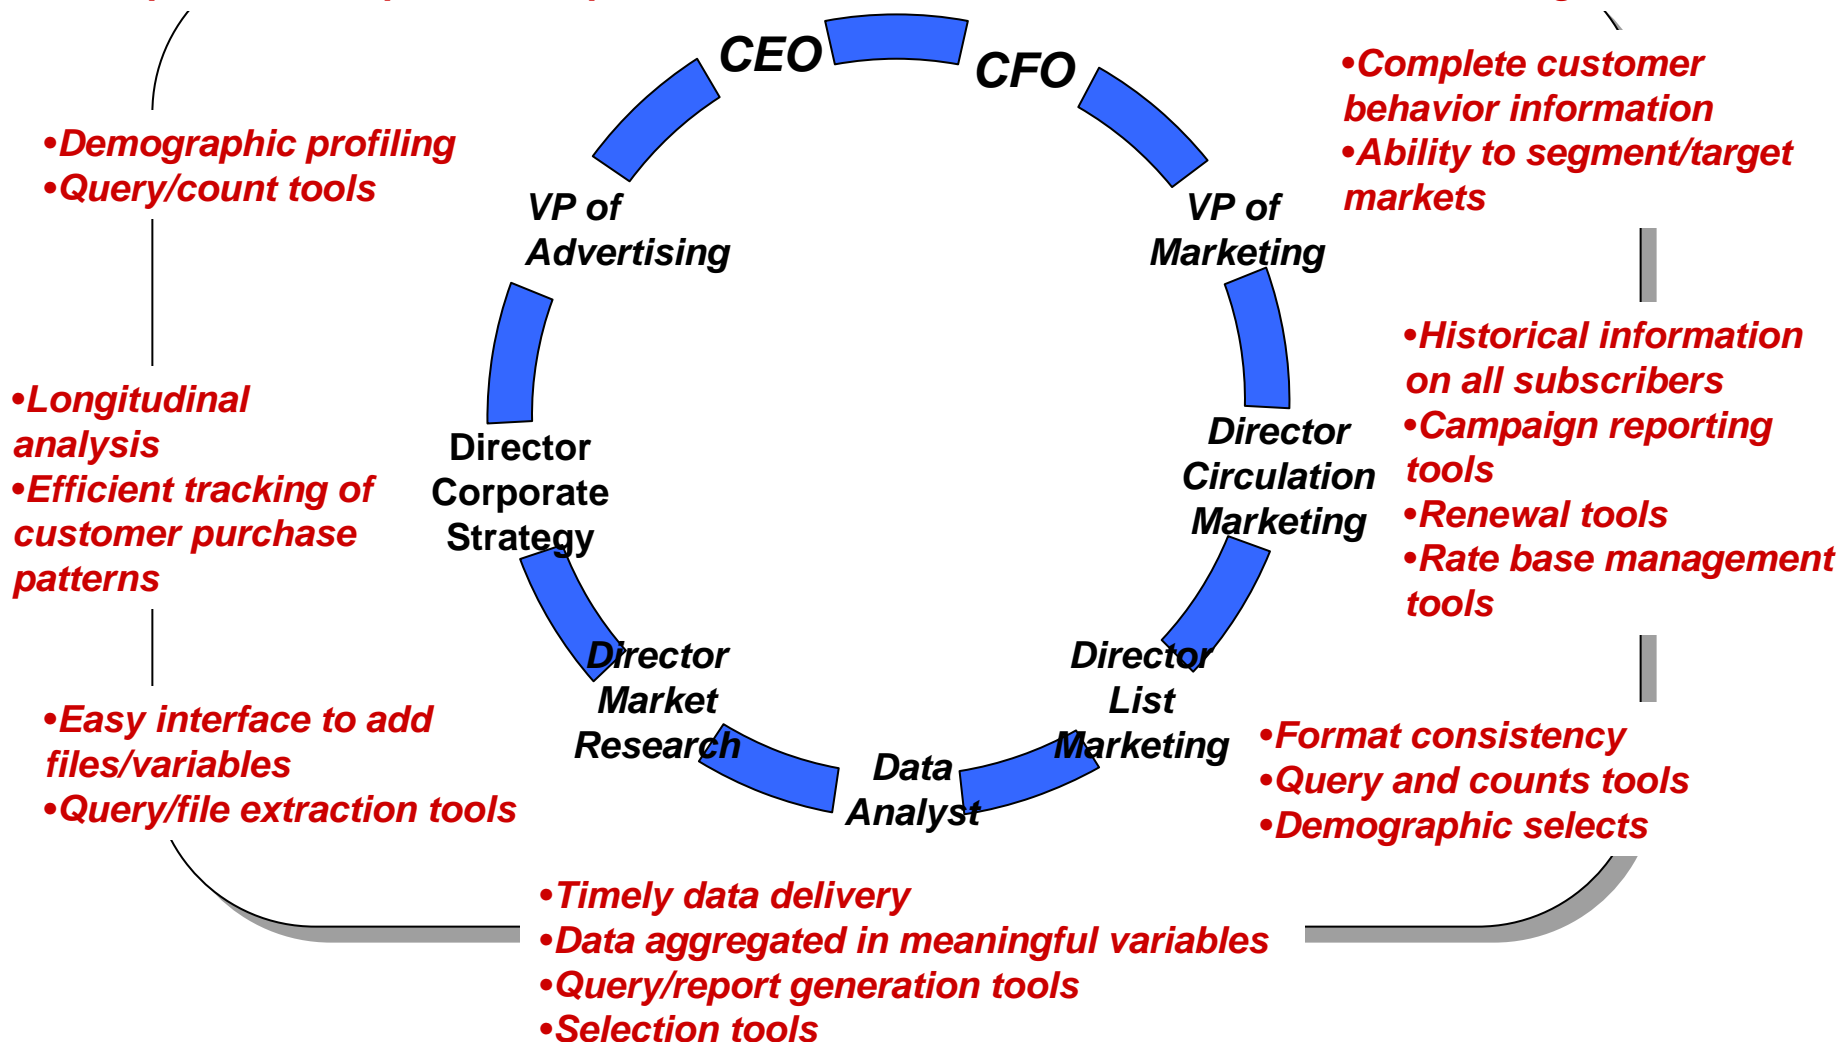 CEO
CFO
•Complete customer
behavior information
•Ability to segment/target
markets
•Demographic profiling
•Query/count tools
VP of
Advertising
VP of
Marketing
•Historical information
on all subscribers
•Campaign reporting
tools
•Renewal tools
•Rate base management
tools
•Longitudinal
analysis
•Efficient tracking of
customer purchase
patterns
Director
Corporate
Strategy
Director
Circulation
Marketing
Director
Market
Research
Director
List
Marketing
•Easy interface to add
files/variables
•Query/file extraction tools
Data
Analyst
•Format consistency
•Query and counts tools
•Demographic selects
•Timely data delivery
•Data aggregated in meaningful variables
•Query/report generation tools
•Selection tools